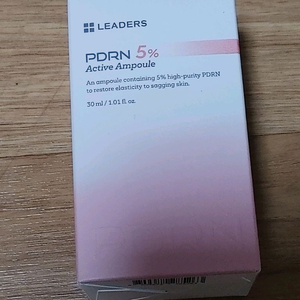 LEADERS
PDRN 5%
Active Ampoule
An ampoule containing 5% high-purity PDRN
to restore elasticity to sagging skin.
30 ml / 1.01 fl. oz.